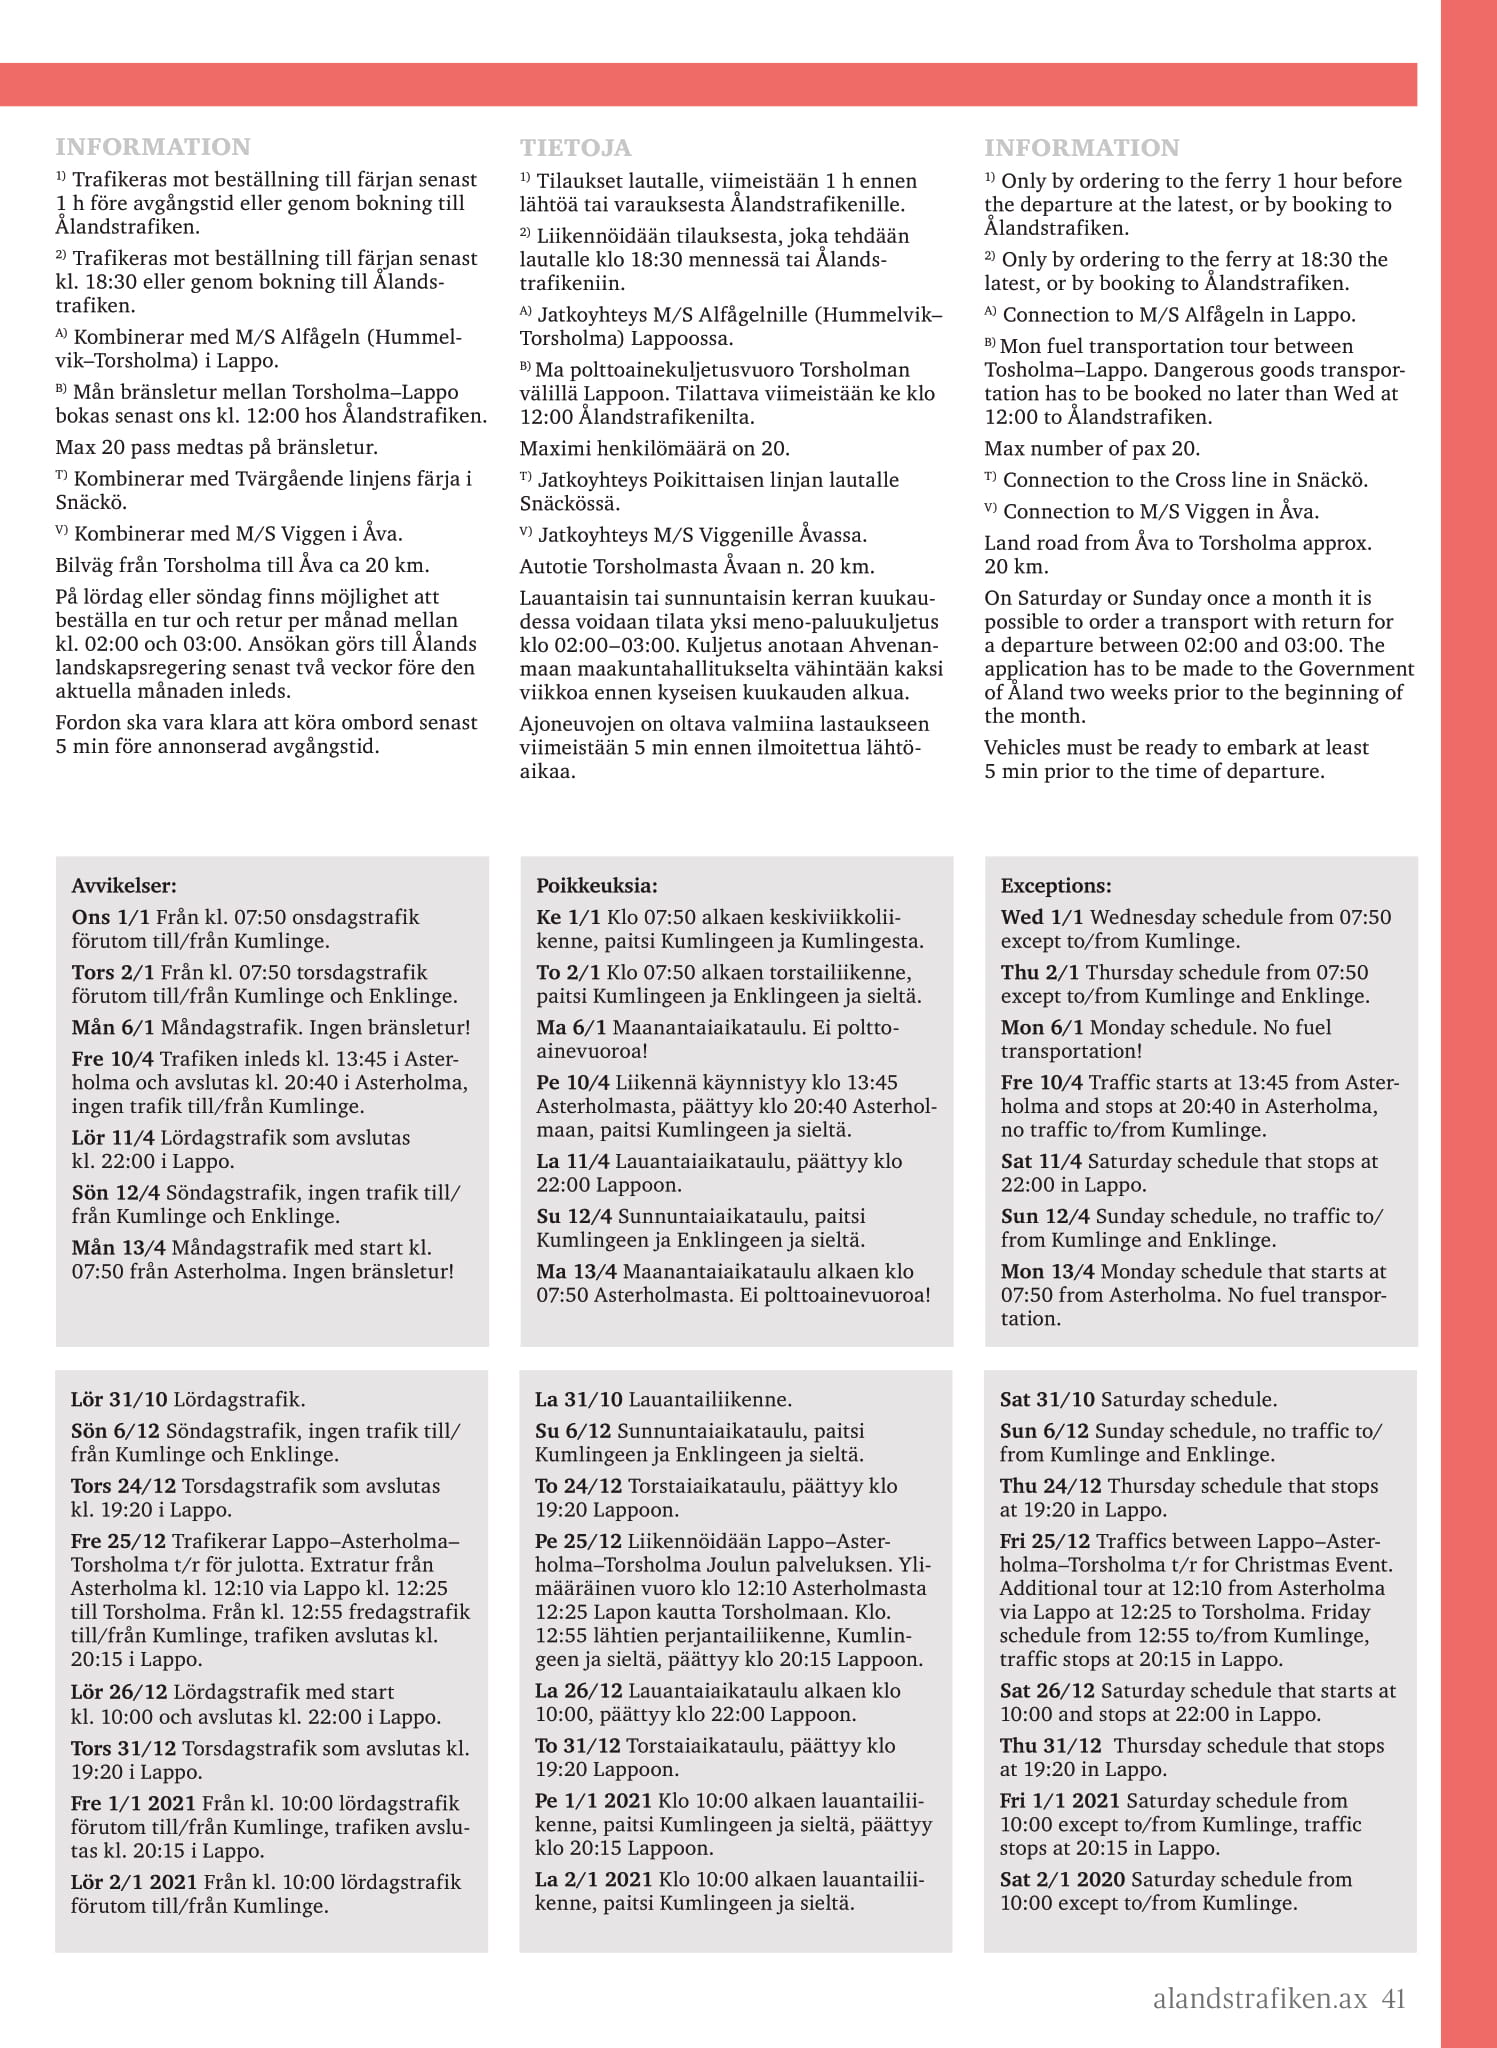 INFORMATION
1) Trafikeras mot beställning till färjan senast
1 h före avgångstid eller genom bokning till
Ålandstrafiken.
2) Trafikeras mot beställning till färjan senast
kl. 18:30 eller genom bokning till Ålands-
trafiken.
A) Kombinerar med M/S Alfågeln (Hummel-
vik–Torsholma) i Lappo.
B) Mån bränsletur mellan Torsholma–Lappo
bokas senast ons kl. 12:00 hos Ålandstrafiken.
Max 20 pass medtas på bränsletur.
T) Kombinerar med Tvärgående linjens färja i
Snäckö.
V) Kombinerar med M/S Viggen i Åva.
Bilväg från Torsholma till Åva ca 20 km.
På lördag eller söndag finns möjlighet att
beställa en tur och retur per månad mellan
kl. 02:00 och 03:00. Ansökan görs till Ålands
landskapsregering senast två veckor före den
aktuella månaden inleds.
Fordon ska vara klara att köra ombord senast
5 min före annonserad avgångstid.
TIETOJA
1) Tilaukset lautalle, viimeistään 1 h ennen
lähtöä tai varauksesta Ålandstrafikenille.
2) Liikennöidään tilauksesta, joka tehdään
lautalle klo 18:30 mennessä tai Ålands-
trafikeniin.
A) Jatkoyhteys M/S Alfågelnille (Hummelvik–
Torsholma) Lappoossa.
B) Ma polttoainekuljetusvuoro Torsholman
välillä Lappoon. Tilattava viimeistään ke klo
12:00 Ålandstrafikenilta.
Maximi henkilömäärä on 20.
T) Jatkoyhteys Poikittaisen linjan lautalle
Snäckössä.
V) Jatkoyhteys M/S Viggenille Åvassa.
Autotie Torsholmasta Åvaan n. 20 km.
Lauantaisin tai sunnuntaisin kerran kuukau-
dessa voidaan tilata yksi meno-paluukuljetus
klo 02:00–03:00. Kuljetus anotaan Ahvenan-
maan maakuntahallitukselta vähintään kaksi
viikkoa ennen kyseisen kuukauden alkua.
Ajoneuvojen on oltava valmiina lastaukseen
viimeistään 5 min ennen ilmoitettua lähtö-
aikaa.
INFORMATION
1) Only by ordering to the ferry 1 hour before
the departure at the latest, or by booking to
Ålandstrafiken.
2) Only by ordering to the ferry at 18:30 the
latest, or by booking to Ålandstrafiken.
A) Connection to M/S Alfågeln in Lappo.
B) Mon fuel transportation tour between
Tosholma–Lappo. Dangerous goods transpor-
tation has to be booked no later than Wed at
12:00 to Ålandstrafiken.
Max number of pax 20.
T) Connection to the Cross line in Snäckö.
V) Connection to M/S Viggen in Åva.
Land road from Åva to Torsholma approx.
20 km.
On Saturday or Sunday once a month it is
possible to order a transport with return for
a departure between 02:00 and 03:00. The
application has to be made to the Government
of Åland two weeks prior to the beginning of
the month.
Vehicles must be ready to embark at least
5 min prior to the time of departure.
Avvikelser:
Ons 1/1 Från kl. 07:50 onsdagstrafik
förutom till/från Kumlinge.
Tors 2/1 Från kl. 07:50 torsdagstrafik
förutom till/från Kumlinge och Enklinge.
Mån 6/1 Måndagstrafik. Ingen bränsletur!
Fre 10/4 Trafiken inleds kl. 13:45 i Aster-
holma och avslutas kl. 20:40 i Asterholma,
ingen trafik till/från Kumlinge.
Lör 11/4 Lördagstrafik som avslutas
kl. 22:00 i Lappo.
Sön 12/4 Söndagstrafik, ingen trafik till/
från Kumlinge och Enklinge.
Mån 13/4 Måndagstrafik med start kl.
07:50 från Asterholma. Ingen bränsletur!
Poikkeuksia:
Ke 1/1 Klo 07:50 alkaen keskiviikkolii-
kenne, paitsi Kumlingeen ja Kumlingesta.
To 2/1 Klo 07:50 alkaen torstailiikenne,
paitsi Kumlingeen ja Enklingeen ja sieltä.
Ma 6/1 Maanantaiaikataulu. Ei poltto-
ainevuoroa!
Pe 10/4 Liikennä käynnistyy klo 13:45
Asterholmasta, päättyy klo 20:40 Asterhol-
maan, paitsi Kumlingeen ja sieltä.
La 11/4 Lauantaiaikataulu, päättyy klo
22:00 Lappoon.
Su 12/4 Sunnuntaiaikataulu, paitsi
Kumlingeen ja Enklingeen ja sieltä.
Ma 13/4 Maanantaiaikataulu alkaen klo
07:50 Asterholmasta. Ei polttoainevuoroa!
Exceptions:
Wed 1/1 Wednesday schedule from 07:50
except to/from Kumlinge.
Thu 2/1 Thursday schedule from 07:50
except to/from Kumlinge and Enklinge.
Mon 6/1 Monday schedule. No fuel
transportation!
Fre 10/4 Traffic starts at 13:45 from Aster-
holma and stops at 20:40 in Asterholma,
no traffic to/from Kumlinge.
Sat 11/4 Saturday schedule that stops at
22:00 in Lappo.
Sun 12/4 Sunday schedule, no traffic to/
from Kumlinge and Enklinge.
Mon 13/4 Monday schedule that starts at
07:50 from Asterholma. No fuel transpor-
tation.
Lör 31/10 Lördagstrafik.
Sön 6/12 Söndagstrafik, ingen trafik till/
från Kumlinge och Enklinge.
Tors 24/12 Torsdagstrafik som avslutas
kl. 19:20 i Lappo.
Fre 25/12 Trafikerar Lappo–Asterholma–
Torsholma t/r för julotta. Extratur från
Asterholma kl. 12:10 via Lappo kl. 12:25
till Torsholma. Från kl. 12:55 fredagstrafik
till/från Kumlinge, trafiken avslutas kl.
20:15 i Lappo.
Lör 26/12 Lördagstrafik med start
kl. 10:00 och avslutas kl. 22:00 i Lappo.
Tors 31/12 Torsdagstrafik som avslutas kl.
19:20 i Lappo.
Fre 1/1 2021 Från kl. 10:00 lördagstrafik
förutom till/från Kumlinge, trafiken avslu-
tas kl. 20:15 i Lappo.
Lör 2/1 2021 Från kl. 10:00 lördagstrafik
förutom till/från Kumlinge.
La 31/10 Lauantailiikenne.
Su 6/12 Sunnuntaiaikataulu, paitsi
Kumlingeen ja Enklingeen ja sieltä.
To 24/12 Torstaiaikataulu, päättyy klo
19:20 Lappoon.
Pe 25/12 Liikennöidään Lappo–Aster-
holma–Torsholma Joulun palveluksen. Yli-
määräinen vuoro klo 12:10 Asterholmasta
12:25 Lapon kautta Torsholmaan. Klo.
12:55 lähtien perjantailiikenne, Kumlin-
geen ja sieltä, päättyy klo 20:15 Lappoon.
La 26/12 Lauantaiaikataulu alkaen klo
10:00, päättyy klo 22:00 Lappoon.
To 31/12 Torstaiaikataulu, päättyy klo
19:20 Lappoon.
Pe 1/1 2021 Klo 10:00 alkaen lauantailii-
kenne, paitsi Kumlingeen ja sieltä, päättyy
klo 20:15 Lappoon.
La 2/1 2021 Klo 10:00 alkaen lauantailii-
kenne, paitsi Kumlingeen ja sieltä.
Sat 31/10 Saturday schedule.
Sun 6/12 Sunday schedule, no traffic to/
from Kumlinge and Enklinge.
Thu 24/12 Thursday schedule that stops
at 19:20 in Lappo.
Fri 25/12 Traffics between Lappo–Aster-
holma–Torsholma t/r for Christmas Event.
Additional tour at 12:10 from Asterholma
via Lappo at 12:25 to Torsholma. Friday
schedule from 12:55 to/from Kumlinge,
traffic stops at 20:15 in Lappo.
Sat 26/12 Saturday schedule that starts at
10:00 and stops at 22:00 in Lappo.
Thu 31/12 Thursday schedule that stops
at 19:20 in Lappo.
Fri 1/1 2021 Saturday schedule from
10:00 except to/from Kumlinge, traffic
stops at 20:15 in Lappo.
Sat 2/1 2020 Saturday schedule from
10:00 except to/from Kumlinge.
alandstrafiken.ax 41